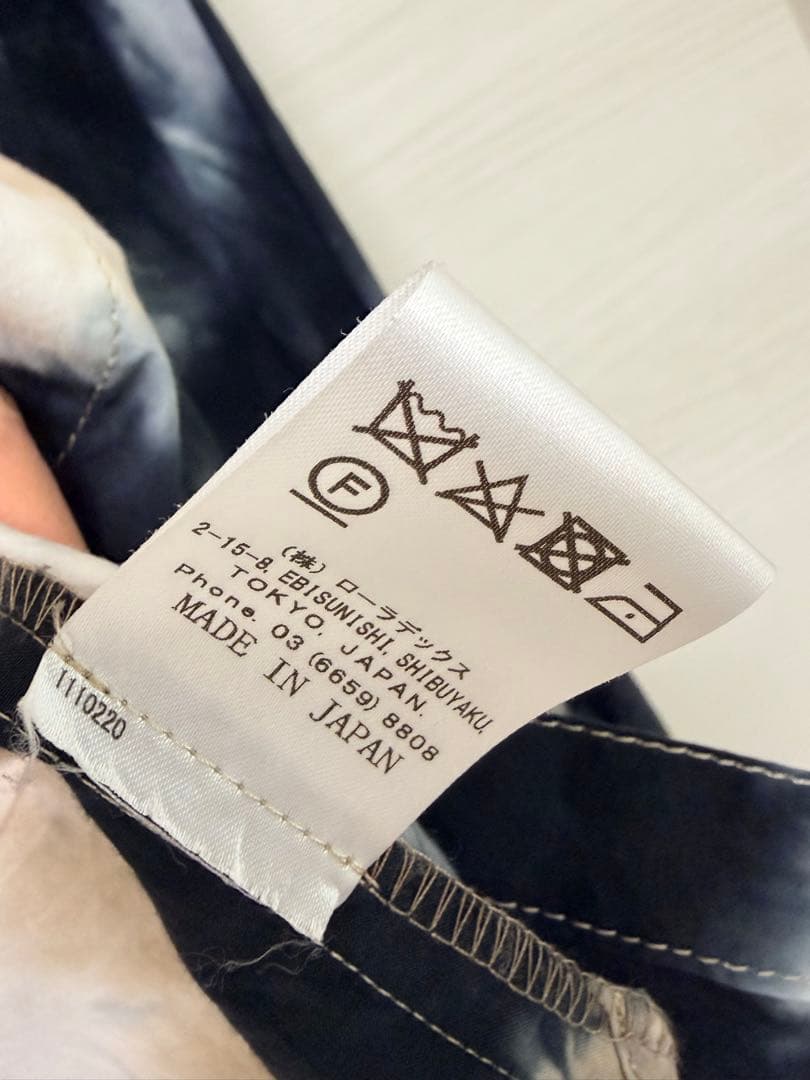 F
(株) ローラデックス
2-15-8, EBISUNISHI, SHIBUYAKU,
TOKYO, JAPAN.
Phone. 03 (6659) 8808
MADE IN JAPAN
1110220